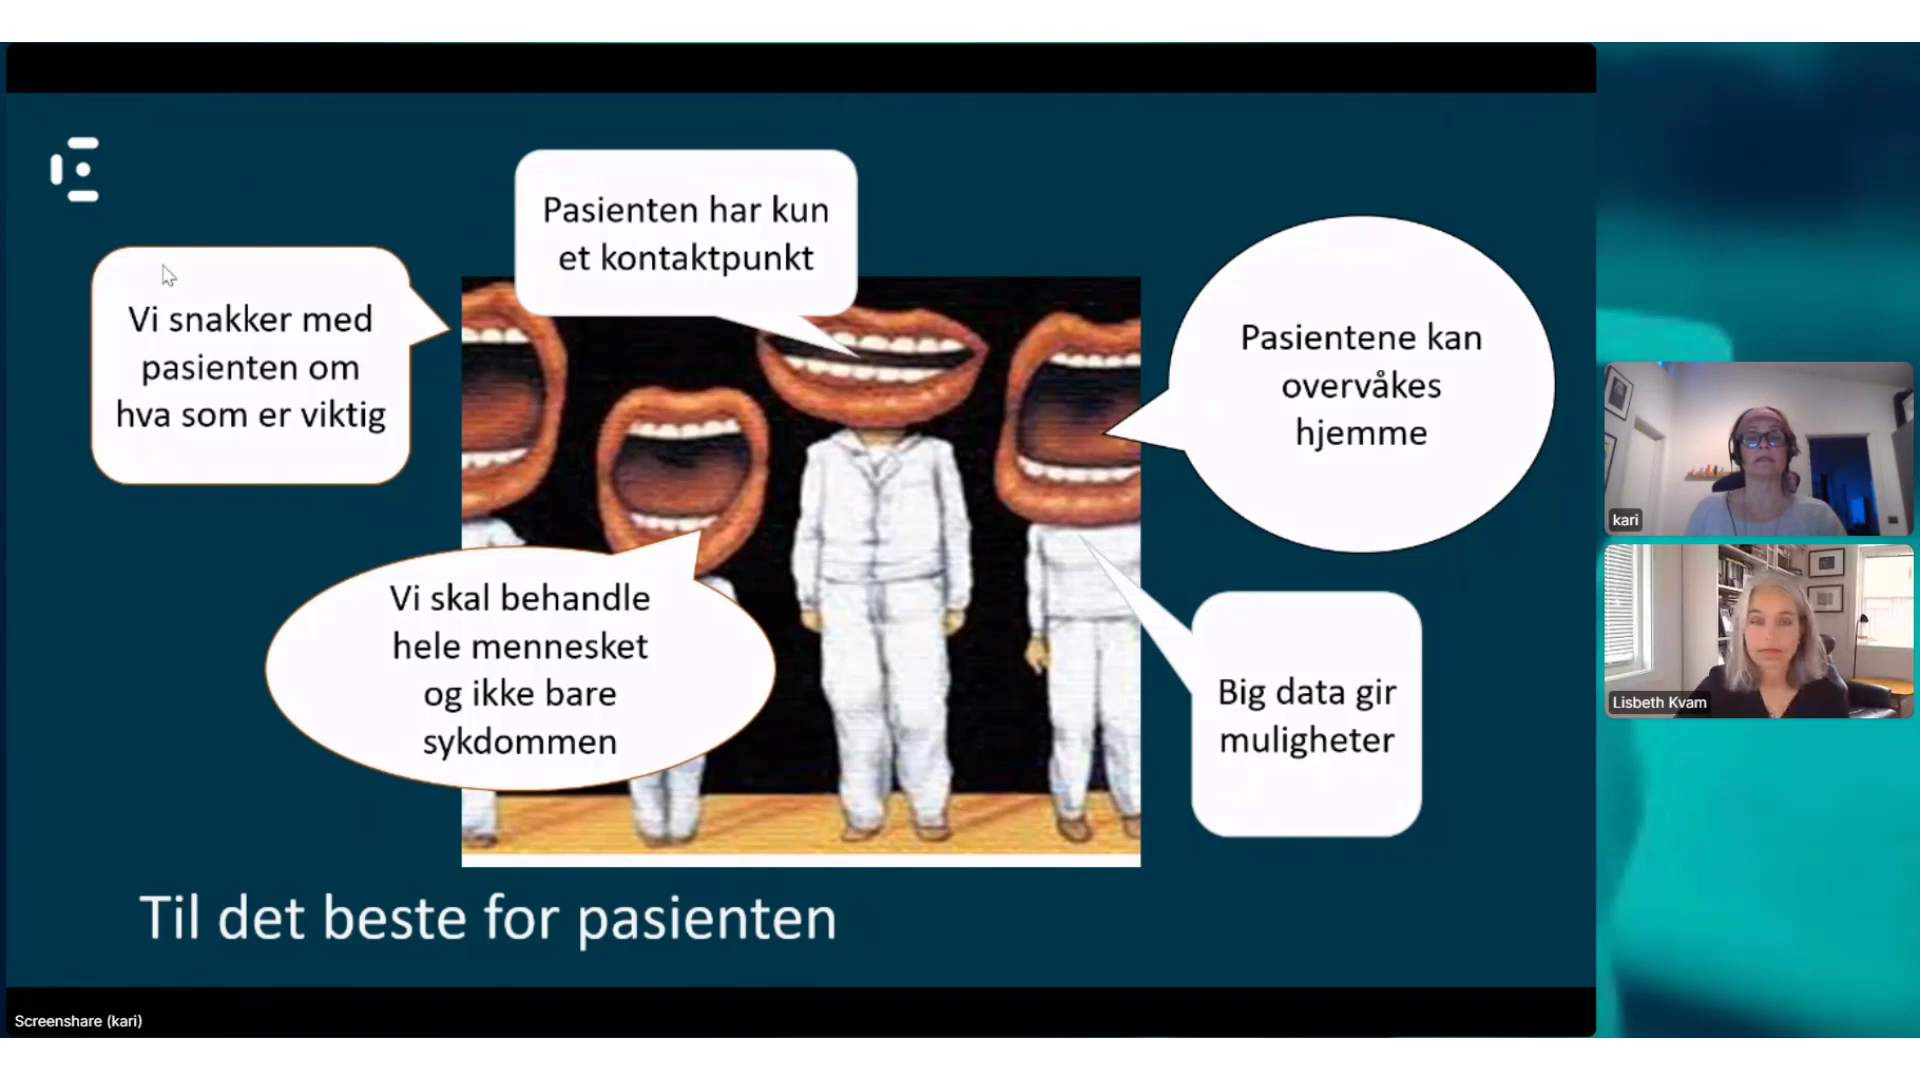 Pasienten har kun
et kontaktpunkt
Vi snakker med
pasienten om
hva som er viktig
Pasientene kan
overvåkes
hjemme
Vi skal behandle
hele mennesket
og ikke bare
sykdommen
Big data gir
muligheter
Til det beste for pasienten
kari
Lisbeth Kvam
Screenshare (kari)